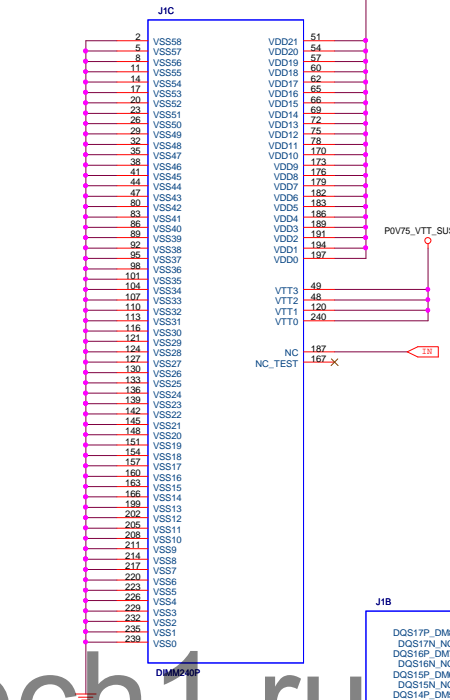 J1C
2 VSS58 VDD21 51
5 VSS57 VDD20 54
8 VSS56 VDD19 57
11 VSS55 VDD18 60
14 VSS54 VDD17 62
17 VSS53 VDD16 65
20 VSS52 VDD15 66
23 VSS51 VDD14 69
26 VSS50 VDD13 72
29 VSS49 VDD12 75
32 VSS48 VDD11 78
35 VSS47 VDD10 170
38 VSS46 VDD9 173
41 VSS45 VDD8 176
44 VSS44 VDD7 179
47 VSS43 VDD6 182
80 VSS42 VDD5 183
83 VSS41 VDD4 186
86 VSS40 VDD3 189
89 VSS39 VDD2 191
92 VSS38 VDD1 194
95 VSS37 VDD0 197
98 VSS36
101 VSS35
104 VSS34 VTT3 49
107 VSS33 VTT2 48
110 VSS32 VTT1 120
113 VSS31 VTT0 240
116 VSS30
121 VSS29
124 VSS28 NC 187
127 VSS27 NC_TEST 167
130 VSS26
133 VSS25
136 VSS24
139 VSS23
142 VSS22
145 VSS21
148 VSS20
151 VSS19
154 VSS18
157 VSS17
160 VSS16
163 VSS15
166 VSS14
199 VSS13
202 VSS12
205 VSS11
208 VSS10
211 VSS9
214 VSS8
217 VSS7
220 VSS6
223 VSS5
226 VSS4
229 VSS3
232 VSS2
235 VSS1
239 VSS0
DIMM240P
P0V75_VTT_SUS
IN
J1B
DQS17P_DM
DQS17N_NC
DQS16P_DM
DQS16N_NC
DQS15P_DM
DQS15N_NC
DQS14P_DM